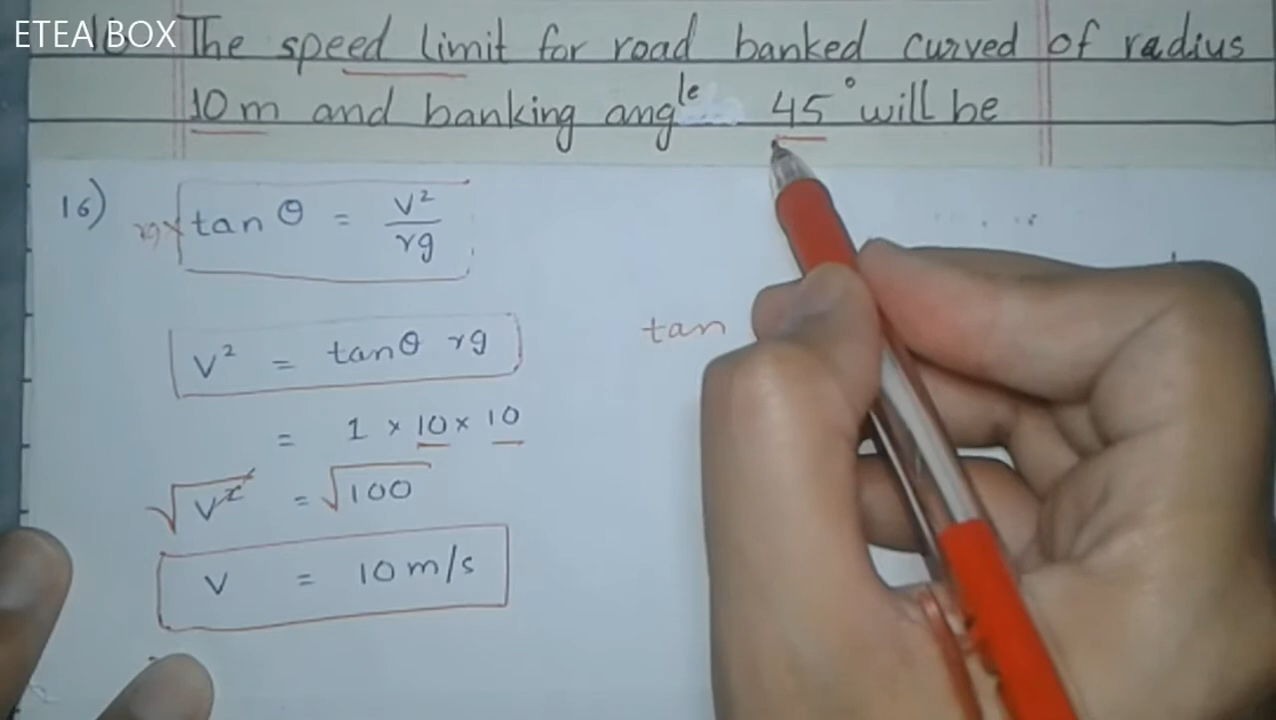 ETEA BOX
The speed limit for road banked curved of radius
10 m and banking angle 45° will be
16) rg× tan θ = v²/rg
v² = tanθ rg
= 1 × 10 × 10
√v² = √100
v = 10 m/s
tan